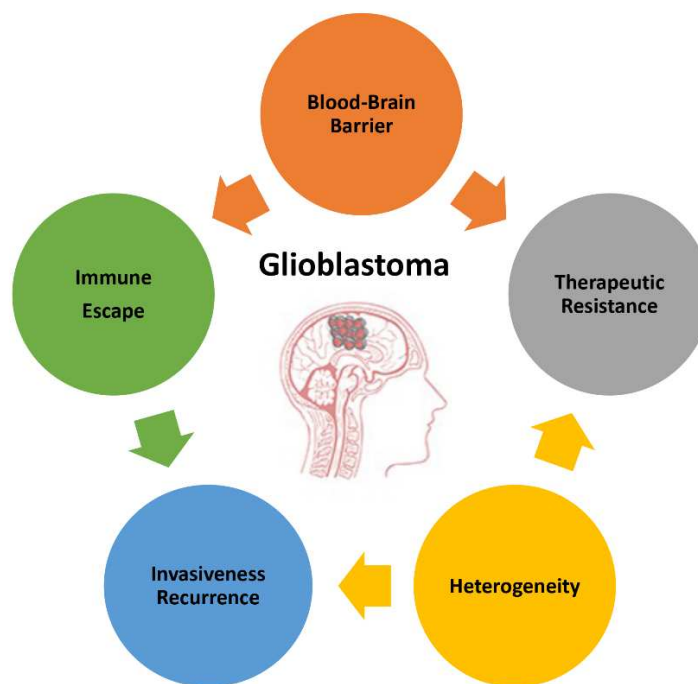 Blood-Brain
Barrier
Immune
Escape
Glioblastoma
Therapeutic
Resistance
Invasiveness
Recurrence
Heterogeneity